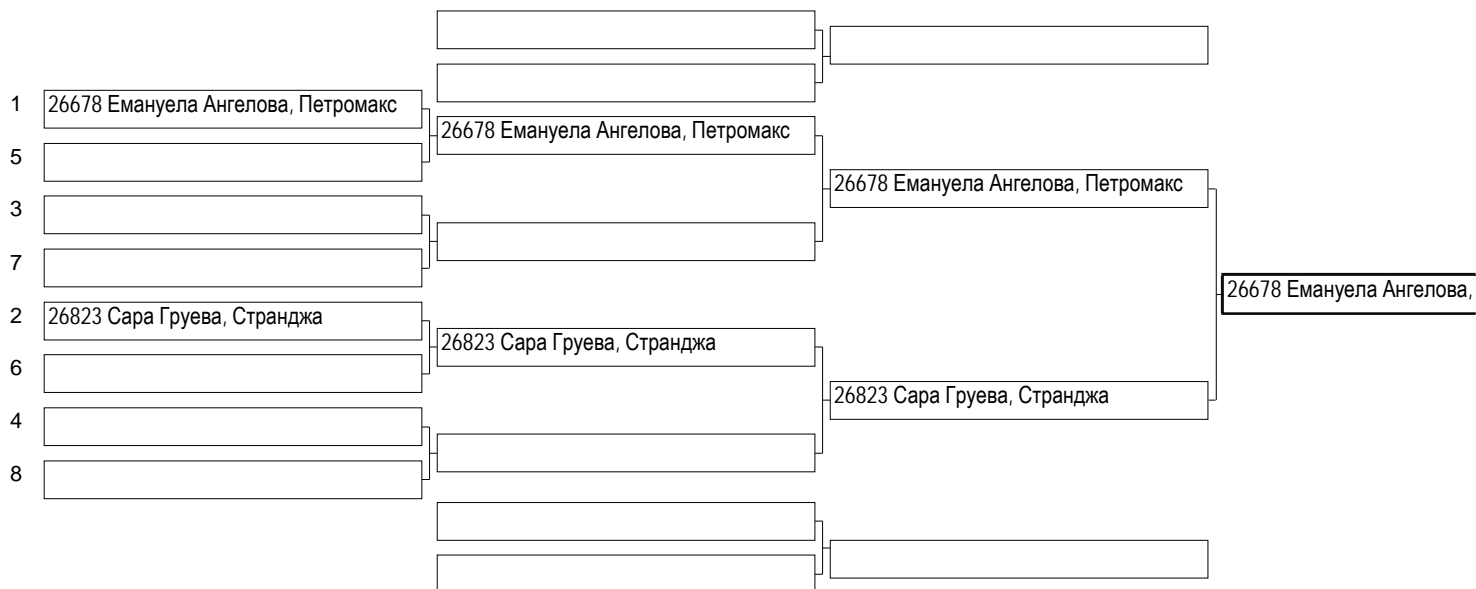 1 26678 Емануела Ангелова, Петромакс
26678 Емануела Ангелова, Петромакс
5
26678 Емануела Ангелова, Петромакс
3
7
26678 Емануела Ангелова,
2 26823 Сара Груева, Странджа
26823 Сара Груева, Странджа
6
26823 Сара Груева, Странджа
4
8